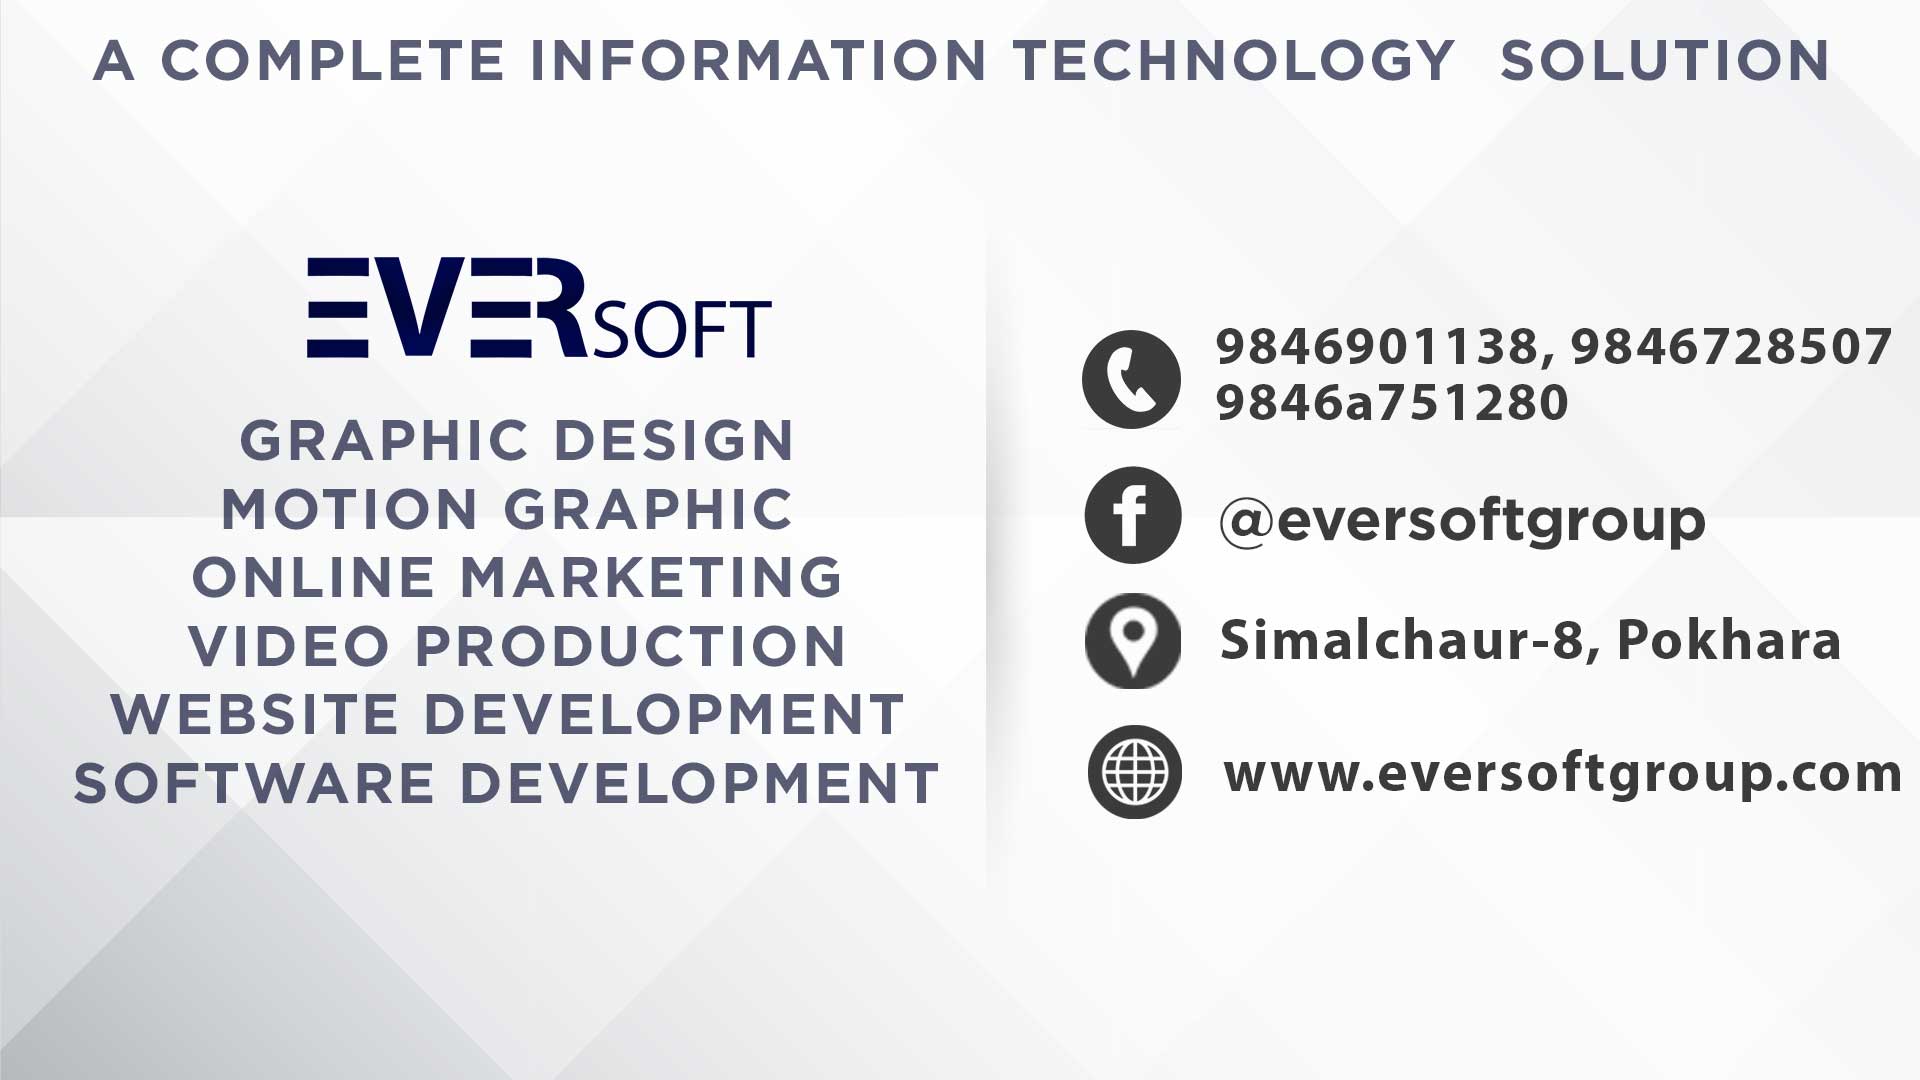 A COMPLETE INFORMATION TECHNOLOGY SOLUTION
EVERSOFT
GRAPHIC DESIGN
MOTION GRAPHIC
ONLINE MARKETING
VIDEO PRODUCTION
WEBSITE DEVELOPMENT
SOFTWARE DEVELOPMENT
9846901138, 9846728507
9846a751280
@eversoftgroup
Simalchaur-8, Pokhara
www.eversoftgroup.com